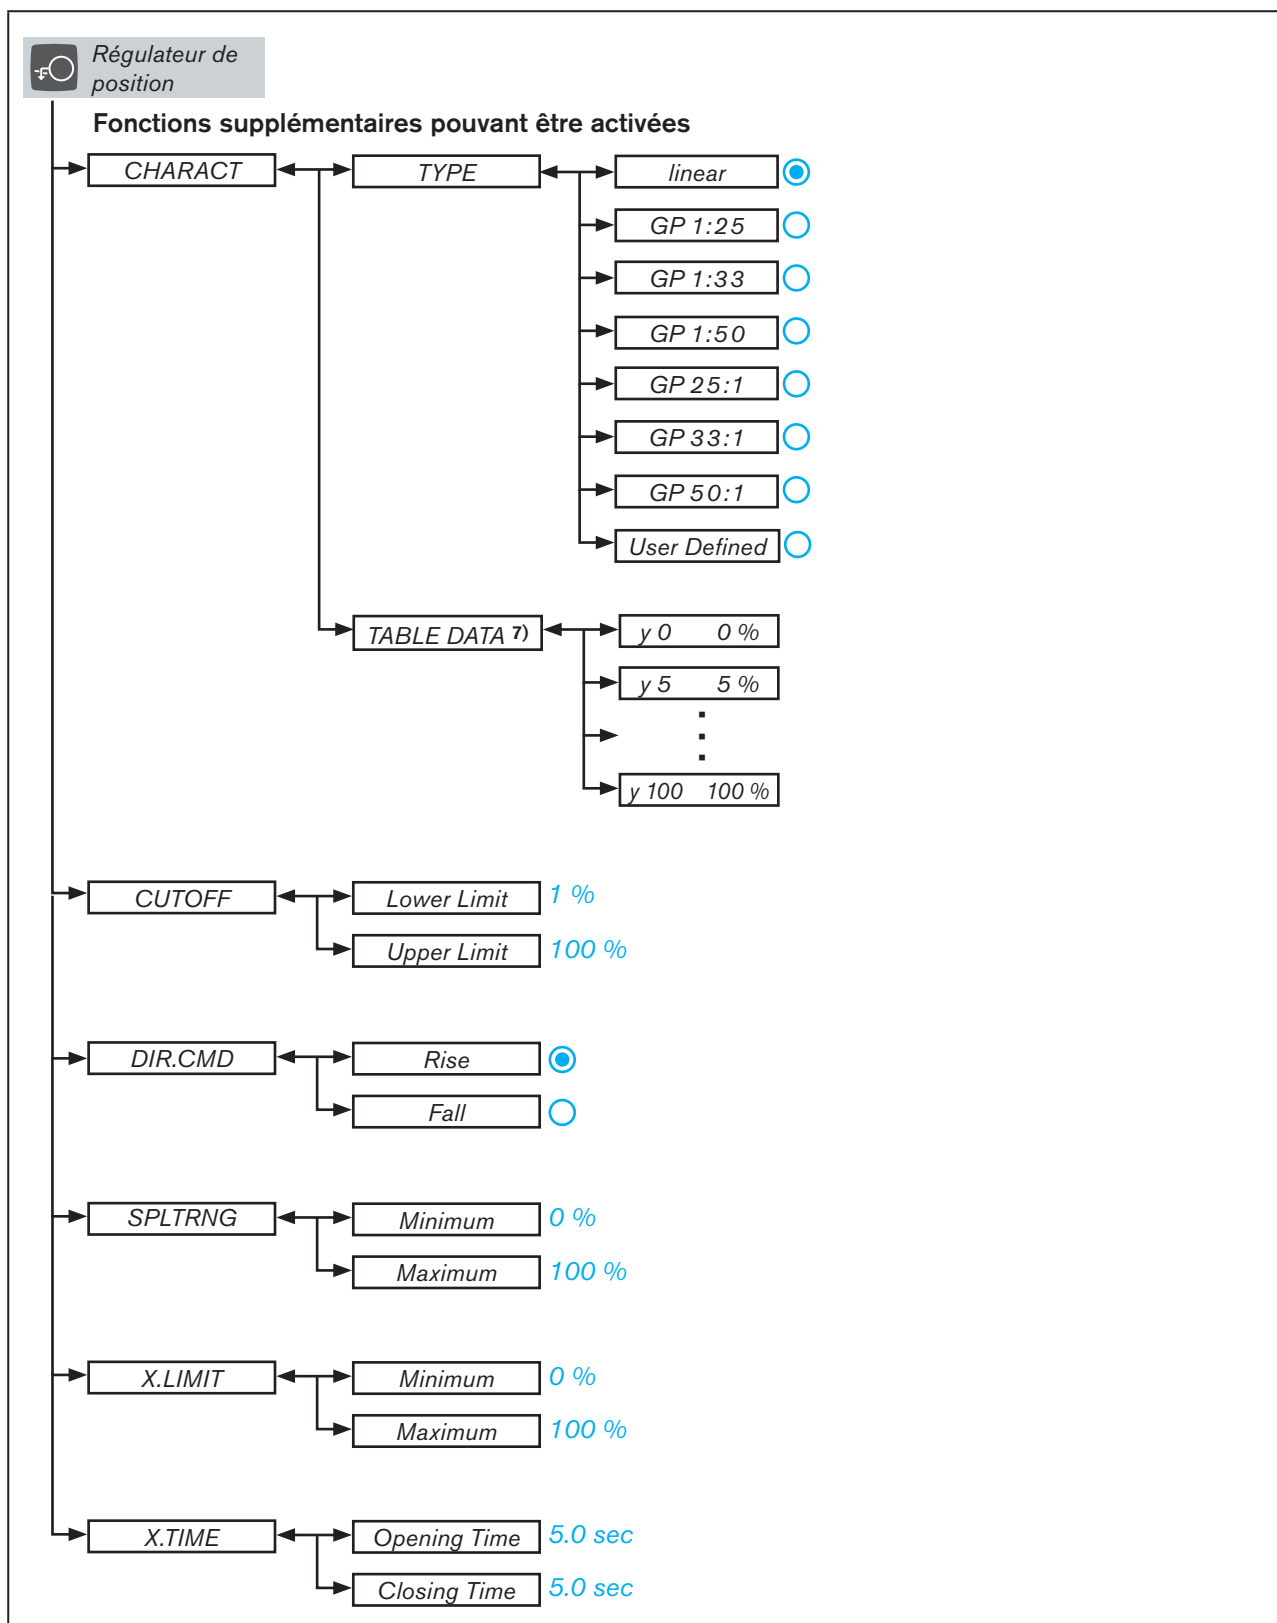 Régulateur de
position
Fonctions supplémentaires pouvant être activées
CHARACT
TYPE
linear
GP 1:25
GP 1:33
GP 1:50
GP 25:1
GP 33:1
GP 50:1
User Defined
TABLE DATA 7)
y 0 0 %
y 5 5 %
y 100 100 %
CUTOFF
Lower Limit 1 %
Upper Limit 100 %
DIR.CMD
Rise
Fall
SPLTRNG
Minimum 0 %
Maximum 100 %
X.LIMIT
Minimum 0 %
Maximum 100 %
X.TIME
Opening Time 5.0 sec
Closing Time 5.0 sec